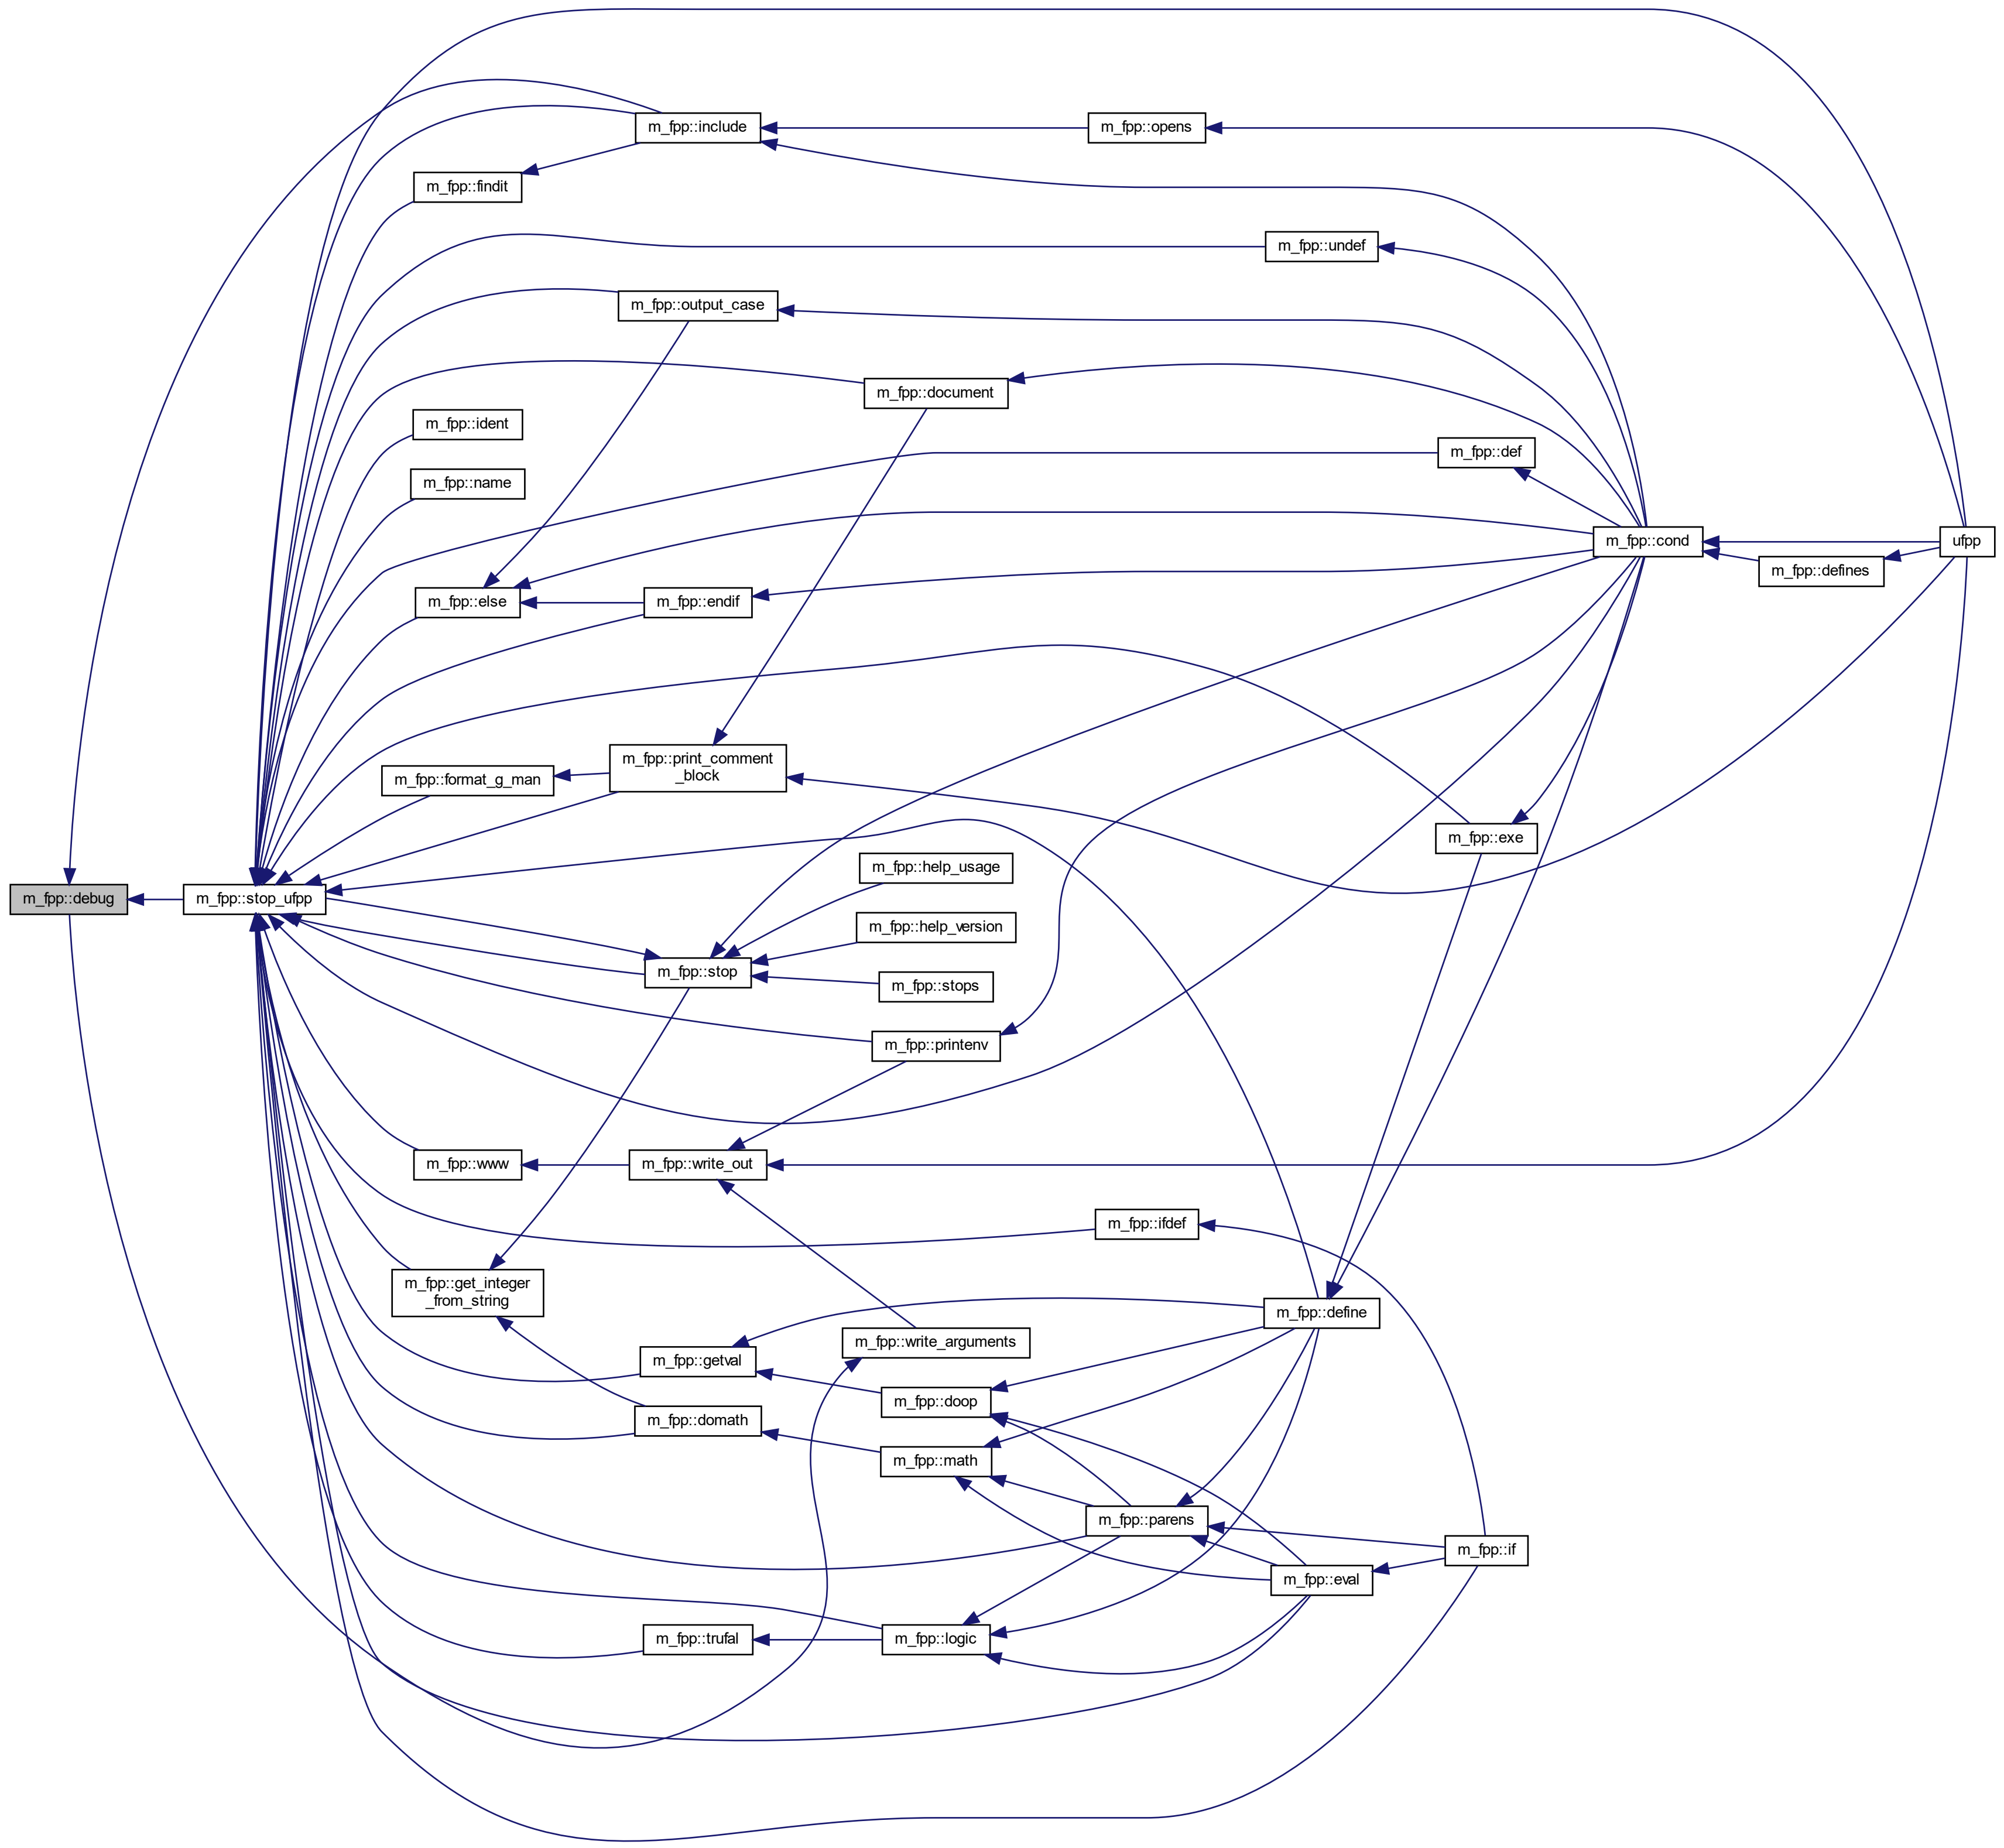 m_fpp::include
m_fpp::opens
m_fpp::findit
m_fpp::undef
m_fpp::output_case
m_fpp::document
m_fpp::ident
m_fpp::def
m_fpp::name
m_fpp::cond
ufpp
m_fpp::defines
m_fpp::else
m_fpp::endif
m_fpp::print_comment
_block
m_fpp::format_g_man
m_fpp::exe
m_fpp::help_usage
m_fpp::debug
m_fpp::stop_ufpp
m_fpp::help_version
m_fpp::stop
m_fpp::stops
m_fpp::printenv
m_fpp::www
m_fpp::write_out
m_fpp::ifdef
m_fpp::get_integer
_from_string
m_fpp::define
m_fpp::write_arguments
m_fpp::getval
m_fpp::doop
m_fpp::domath
m_fpp::math
m_fpp::parens
m_fpp::if
m_fpp::eval
m_fpp::trufal
m_fpp::logic